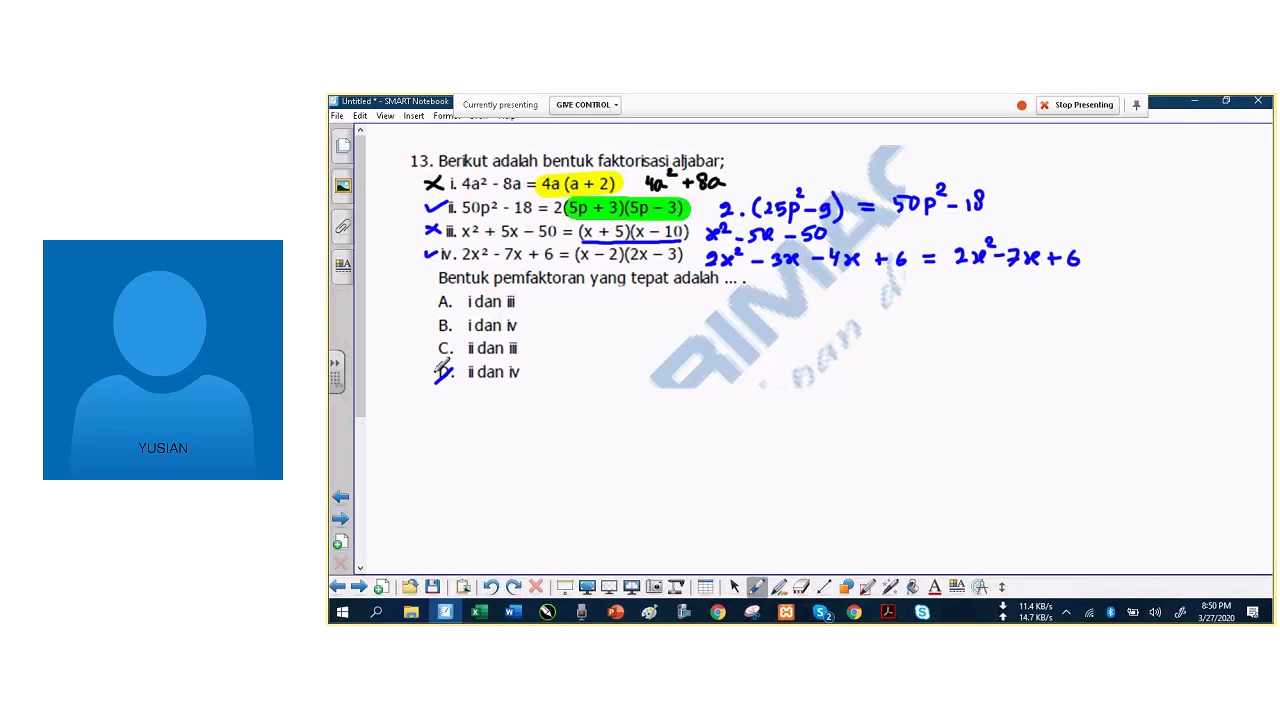 Untitled * - SMART Notebook
Currently presenting
GIVE CONTROL
Stop Presenting
File Edit View Insert Format
13. Berikut adalah bentuk faktorisasi aljabar;
i. 4a² - 8a = 4a (a + 2) 4a² + 8a
ii. 50p² - 18 = 2(5p + 3)(5p − 3) 2 . (25p² - 9) = 50p² - 18
iii. x² + 5x − 50 = (x + 5)(x − 10) x² - 5x - 50
iv. 2x² - 7x + 6 = (x − 2)(2x − 3) 2x² - 3x - 4x + 6 = 2x² - 7x + 6
Bentuk pemfaktoran yang tepat adalah ... .
A. i dan iii
B. i dan iv
C. ii dan iii
D. ii dan iv
YUSIAN
11.4 KB/s
14.7 KB/s
8:50 PM
3/27/2020